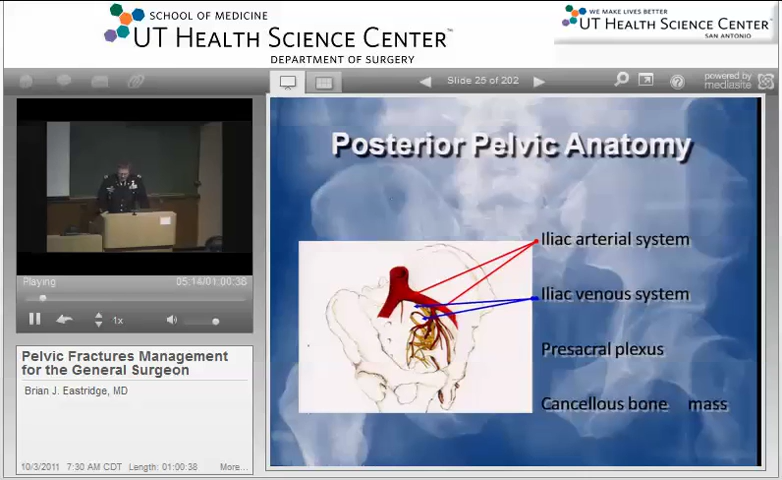 SCHOOL OF MEDICINE
UT HEALTH SCIENCE CENTER™
DEPARTMENT OF SURGERY
WE MAKE LIVES BETTER
UT HEALTH SCIENCE CENTER™
SAN ANTONIO
Slide 25 of 202
powered by
mediasite
Playing
05:14/01:00:38
1x
Pelvic Fractures Management
for the General Surgeon
Brian J. Eastridge, MD
10/3/2011 7:30 AM CDT Length: 01:00:38 More...
Posterior Pelvic Anatomy
Iliac arterial system
Iliac venous system
Presacral plexus
Cancellous bone mass